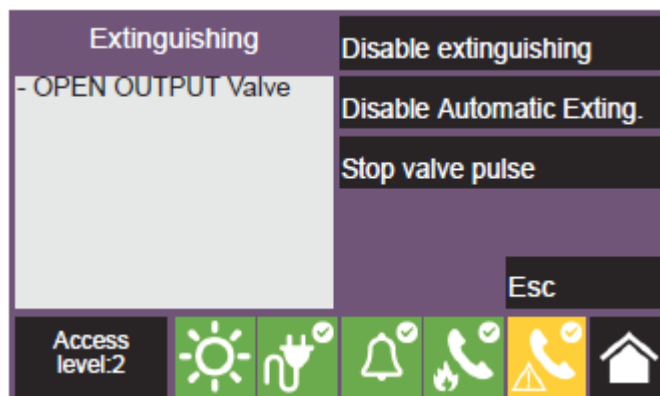 Extinguishing
- OPEN OUTPUT Valve
Disable extinguishing
Disable Automatic Exting.
Stop valve pulse
Esc
Access
level:2